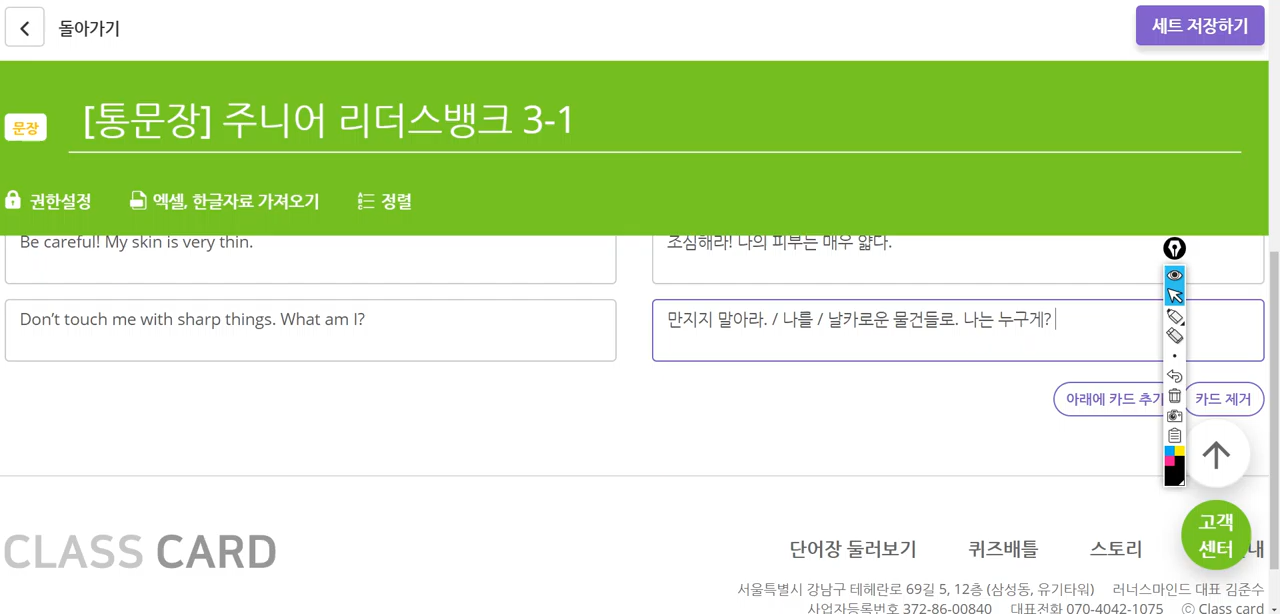 돌아가기
세트 저장하기
문장
[통문장] 주니어 리더스뱅크 3-1
권한설정
엑셀, 한글자료 가져오기
정렬
Be careful! My skin is very thin.
조심해라! 나의 피부는 매우 얇다.
Don’t touch me with sharp things. What am I?
만지지 말아라. / 나를 / 날카로운 물건들로. 나는 누구게?
아래에 카드 추가
카드 제거
고객
센터
CLASS CARD
단어장 둘러보기
퀴즈배틀
스토리
내
서울특별시 강남구 테헤란로 69길 5, 12층 (삼성동, 유기타워)
러너스마인드 대표 김준수
사업자등록번호 372-86-00840
대표전화 070-4042-1075
ⓒ Class card